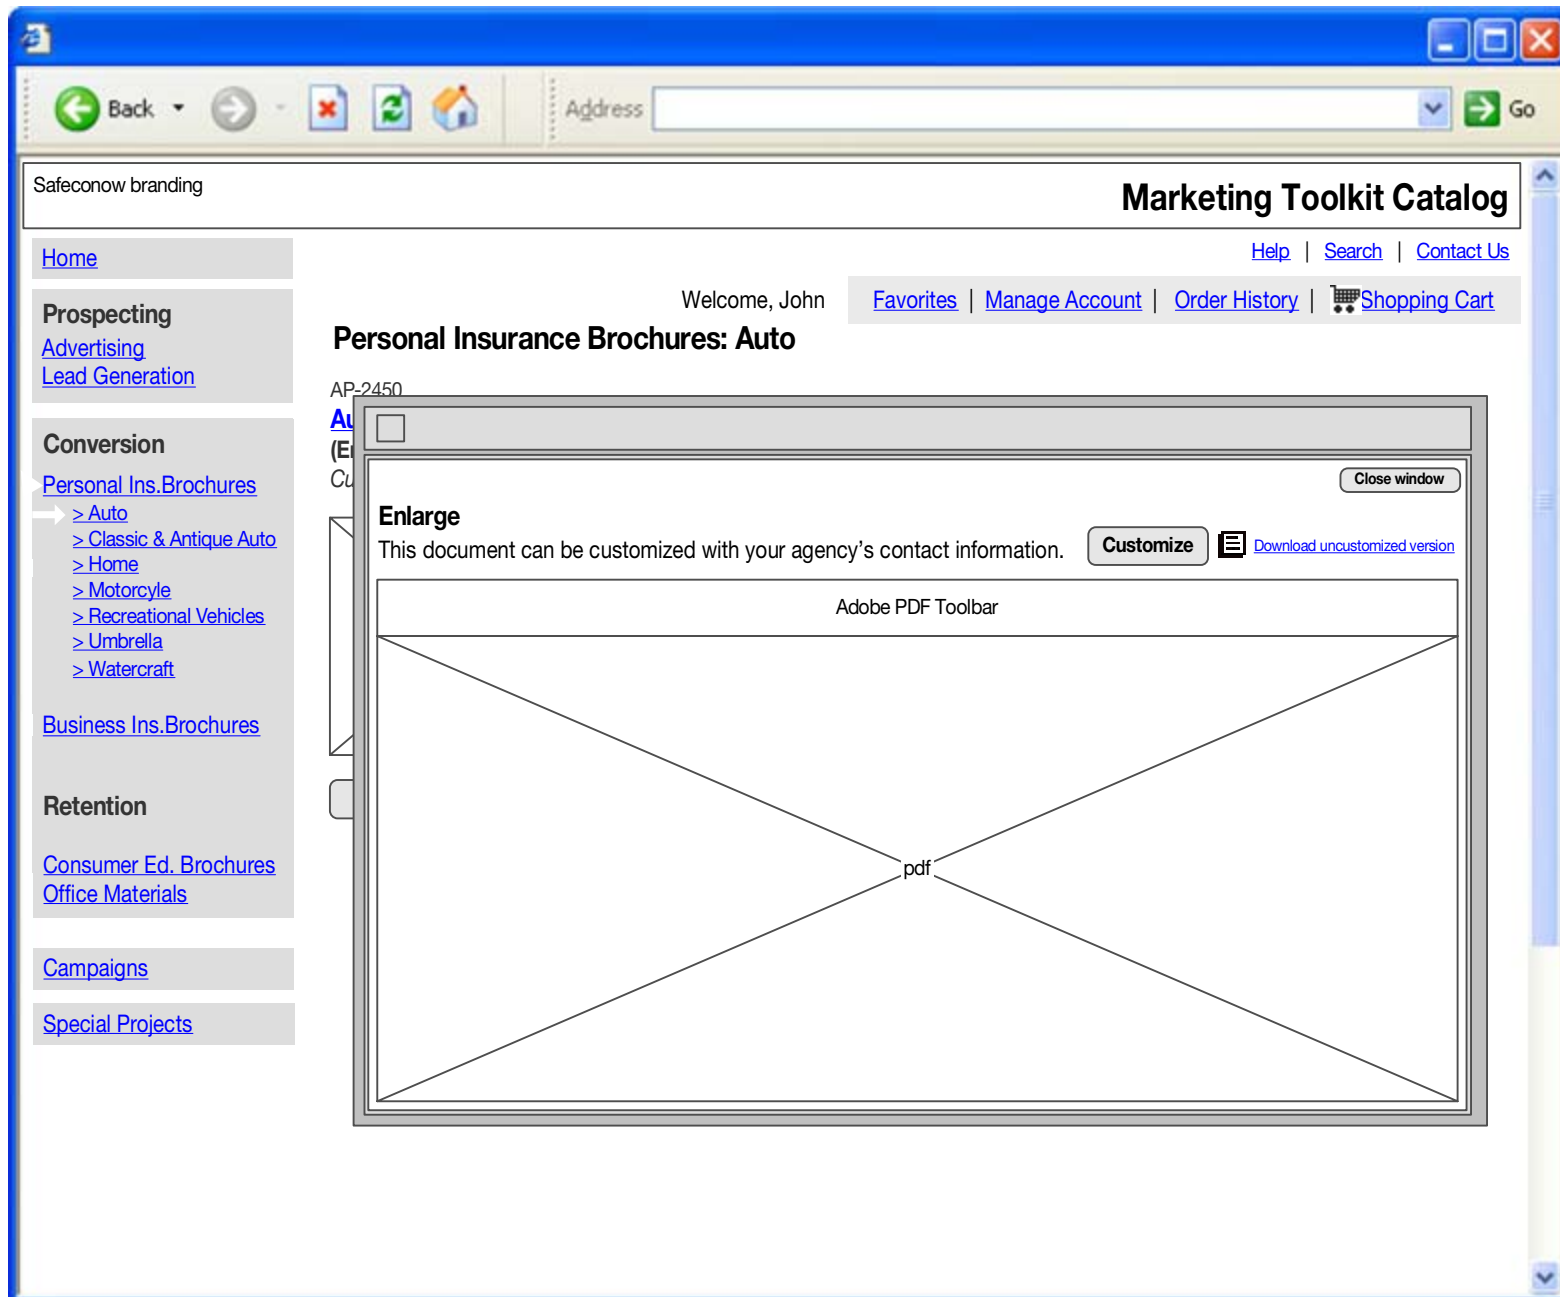 Back
Address
Go
Safeconow branding
Marketing Toolkit Catalog
Help | Search | Contact Us
Welcome, John
Favorites | Manage Account | Order History | Shopping Cart
Home
Prospecting
Advertising
Lead Generation
Conversion
Personal Ins.Brochures
> Auto
> Classic & Antique Auto
> Home
> Motorcyle
> Recreational Vehicles
> Umbrella
> Watercraft
Business Ins.Brochures
Retention
Consumer Ed. Brochures
Office Materials
Campaigns
Special Projects
Personal Insurance Brochures: Auto
AP-2450
Close window
Enlarge
This document can be customized with your agency's contact information.
Customize
Download uncustomized version
Adobe PDF Toolbar
pdf